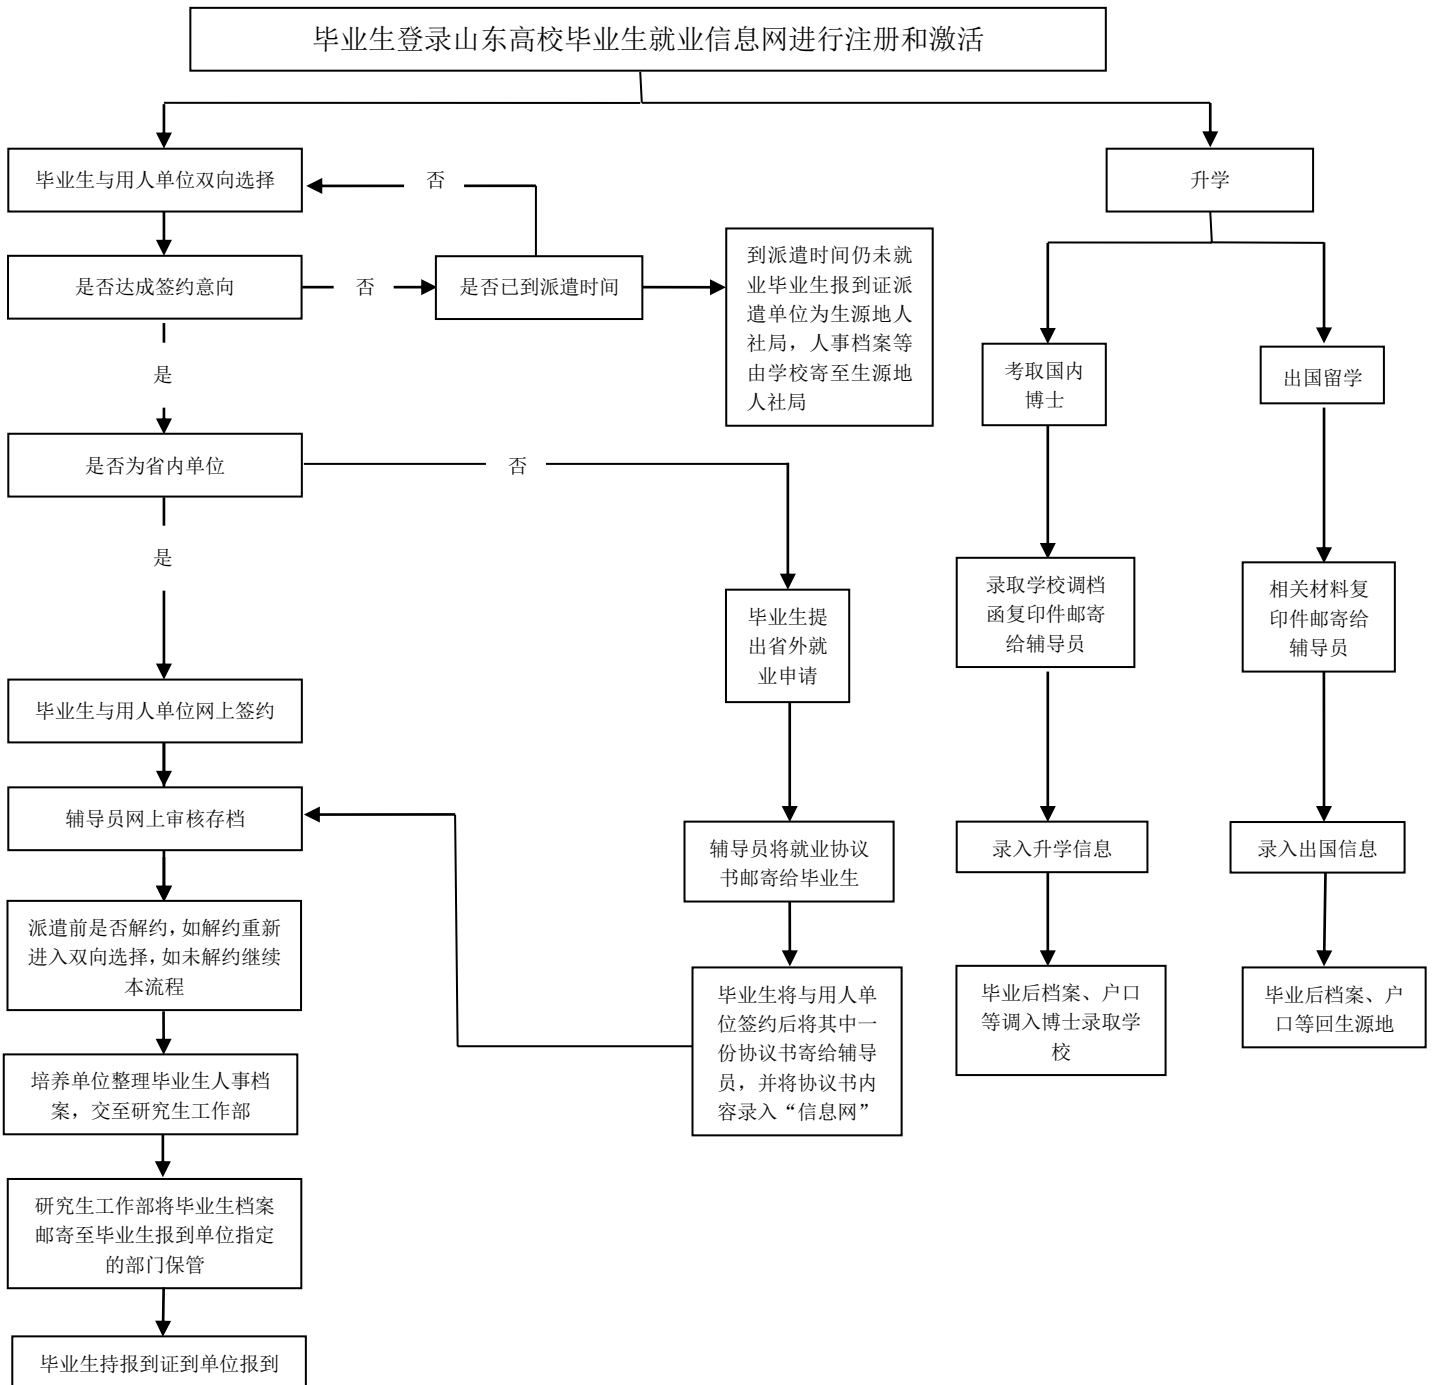 毕业生登录山东高校毕业生就业信息网进行注册和激活
毕业生与用人单位双向选择
否
升学
是否达成签约意向
否
是否已到派遣时间
到派遣时间仍未就
业毕业生报到证派
遣单位为生源地人
社局，人事档案等
由学校寄至生源地
人社局
是
考取国内
博士
出国留学
是否为省内单位
否
是
毕业生提
出省外就
业申请
录取学校调档
函复印件邮寄
给辅导员
相关材料复
印件邮寄给
辅导员
毕业生与用人单位网上签约
辅导员网上审核存档
辅导员将就业协议
书邮寄给毕业生
录入升学信息
录入出国信息
派遣前是否解约，如解约重新
进入双向选择，如未解约继续
本流程
毕业生将与用人单
位签约后将其中一
份协议书寄给辅导
员，并将协议书内
容录入“信息网”
毕业后档案、户口
等调入博士录取学
校
毕业后档案、户
口等回生源地
培养单位整理毕业生人事档
案，交至研究生工作部
研究生工作部将毕业生档案
邮寄至毕业生报到单位指定
的部门保管
毕业生持报到证到单位报到